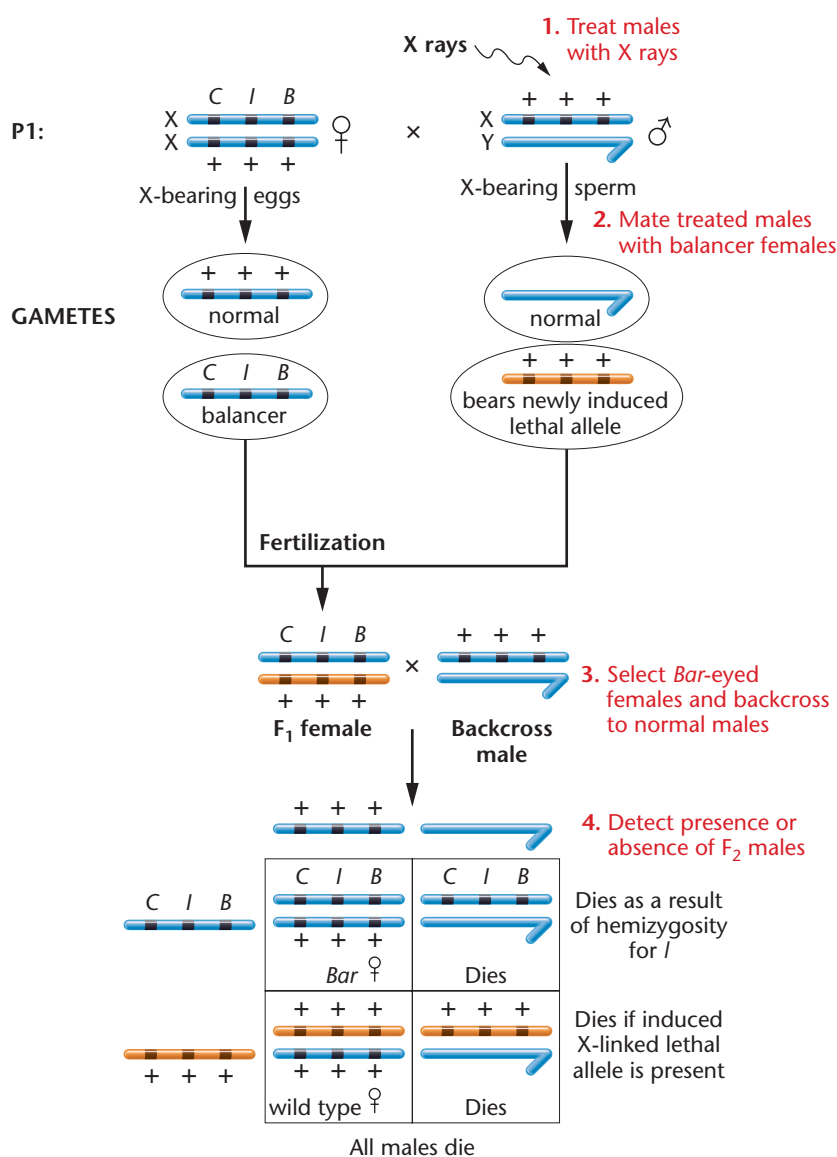 1. Treat males
with X rays
X rays
P1:
C I B
X
X
+ + +
♀
×
+ + +
X
Y
♂
X-bearing eggs
X-bearing sperm
2. Mate treated males
with balancer females
GAMETES
+ + +
normal
normal
C I B
balancer
+ + +
bears newly induced
lethal allele
Fertilization
C I B
+ + +
F₁ female
×
+ + +
Backcross
male
3. Select Bar-eyed
females and backcross
to normal males
4. Detect presence or
absence of F₂ males
+ + +
C I B
C I B
+ + +
Bar ♀
C I B
Dies
Dies as a result
of hemizygosity
for l
+ + +
+ + +
+ + +
wild type ♀
+ + +
Dies
Dies if induced
X-linked lethal
allele is present
All males die